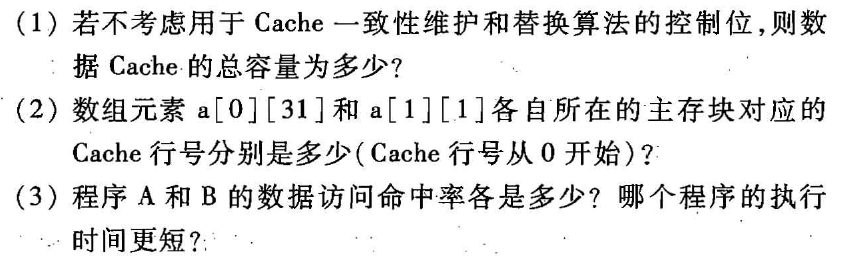 (1) 若不考虑用于 Cache 一致性维护和替换算法的控制位,则数
据 Cache 的总容量为多少?
(2) 数组元素 a[0][31]和 a[1][1]各自所在的主存块对应的
Cache 行号分别是多少(Cache 行号从 0 开始)?
(3) 程序 A 和 B 的数据访问命中率各是多少? 哪个程序的执行
时间更短?